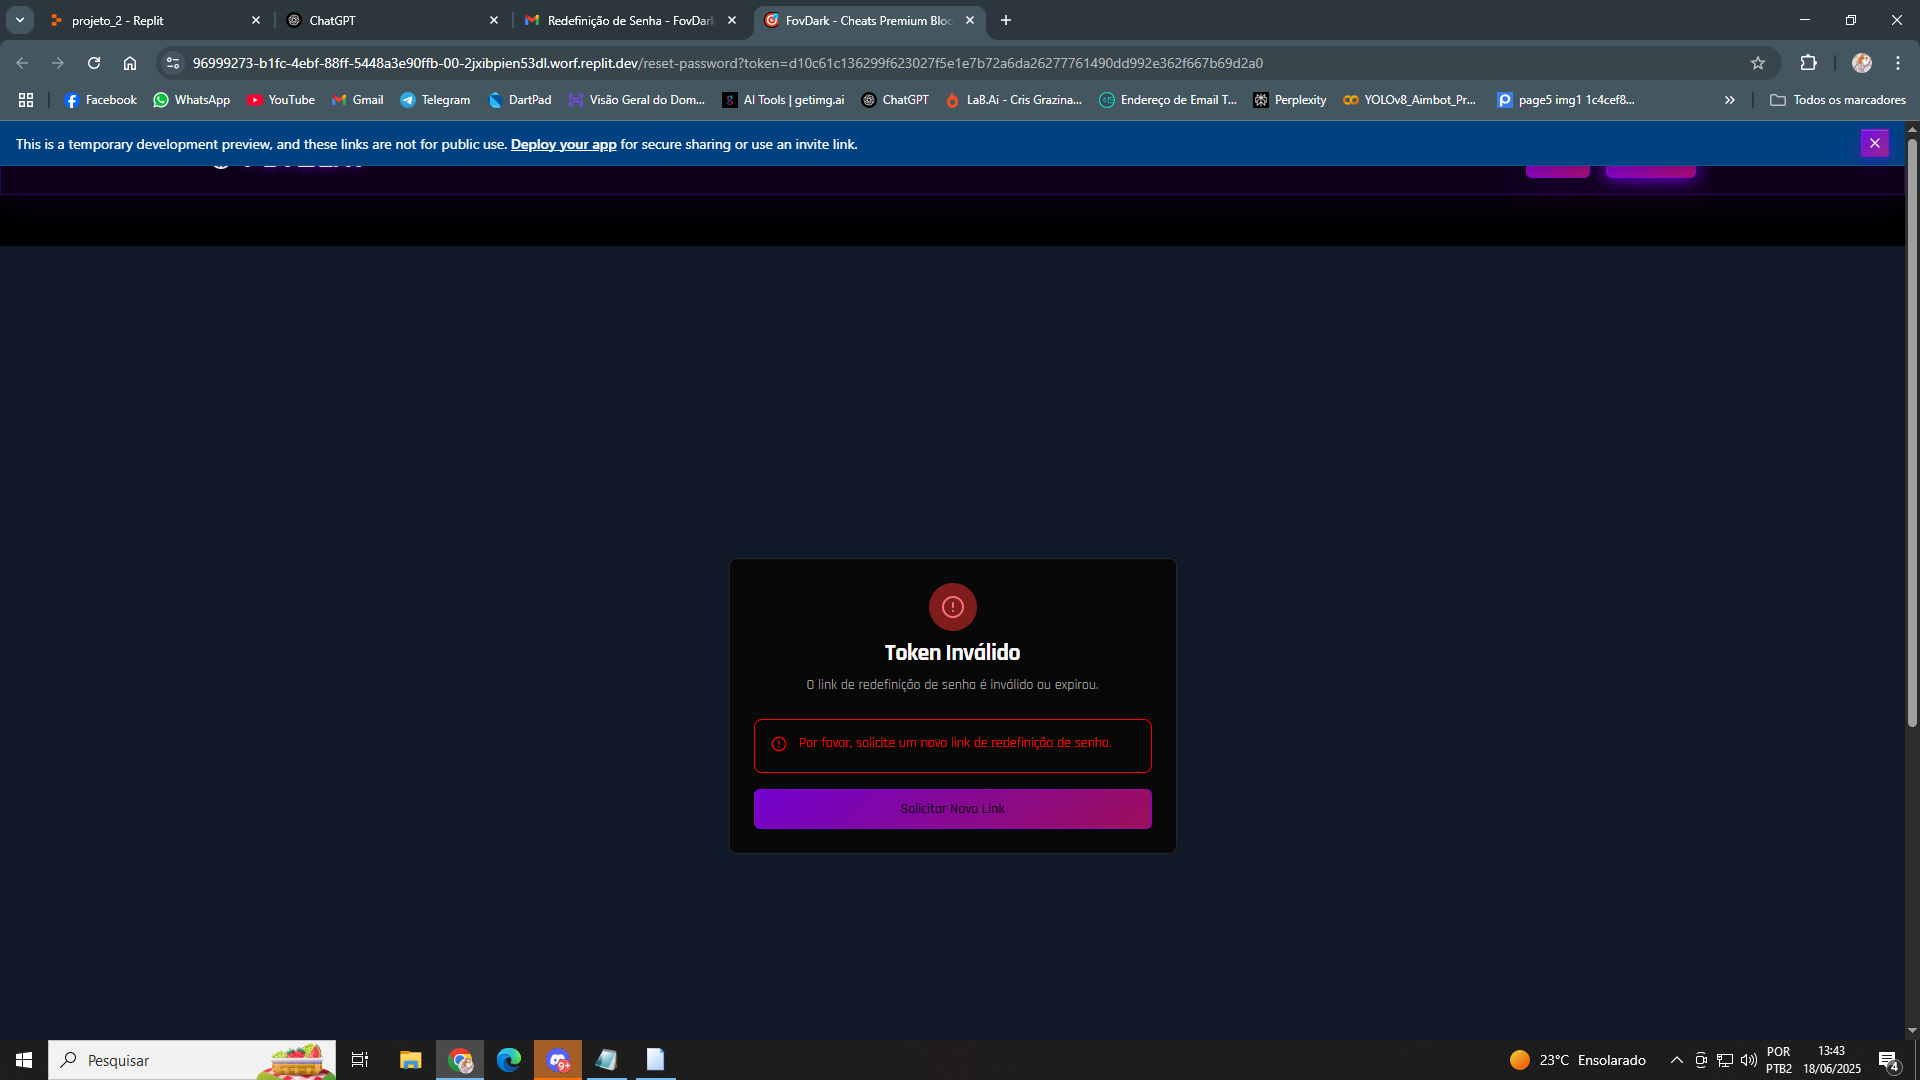 projeto_2 - Replit
ChatGPT
Redefinição de Senha - FovDark
FovDark - Cheats Premium Bloo
96999273-b1fc-4ebf-88ff-5448a3e90ffb-00-2jxibpien53dl.worf.replit.dev/reset-password?token=d10c61c136299f623027f5e1e7b72a6da26277761490dd992e362f667b69d2a0
Facebook
WhatsApp
YouTube
Gmail
Telegram
DartPad
Visão Geral do Dom...
AI Tools | getimg.ai
ChatGPT
LaB.Ai - Cris Grazina...
Endereço de Email T...
Perplexity
YOLOv8_Aimbot_Pr...
page5 img1 1c4cef8...
Todos os marcadores
This is a temporary development preview, and these links are not for public use. Deploy your app for secure sharing or use an invite link.
Token Inválido
O link de redefinição de senha é inválido ou expirou.
Por favor, solicite um novo link de redefinição de senha.
Solicitar Novo Link
Pesquisar
9+
23°C Ensolarado
POR
PTB2
13:43
18/06/2025
4